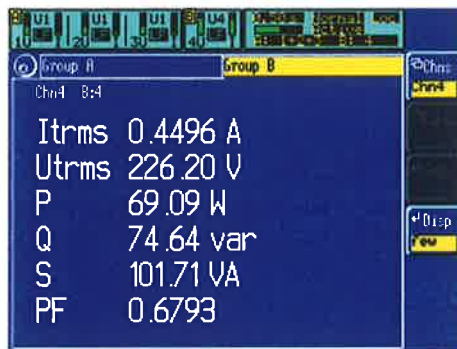 U1 U1 U1 U4
Group A Group B
Chn4 B:4
Chns
Chn4
Itrms 0.4496 A
Utrms 226.20 V
P 69.09 W
Q 74.64 var
S 101.71 VA
PF 0.6793
Disp
few